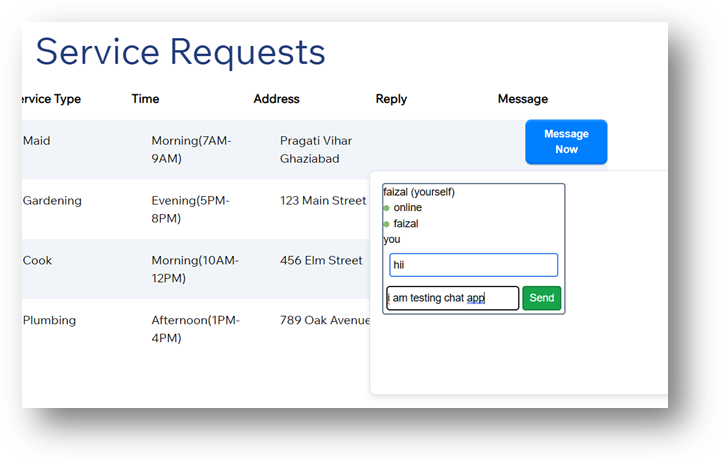 Service Requests
ervice Type Time Address Reply Message
Maid Morning(7AM- Pragati Vihar Message
9AM) Ghaziabad Now
Gardening Evening(5PM- 123 Main Street
8PM)
Cook Morning(10AM- 456 Elm Street
12PM)
Plumbing Afternoon(1PM- 789 Oak Avenue
4PM)
faizal (yourself)
online
faizal
you
hii
i am testing chat app
Send